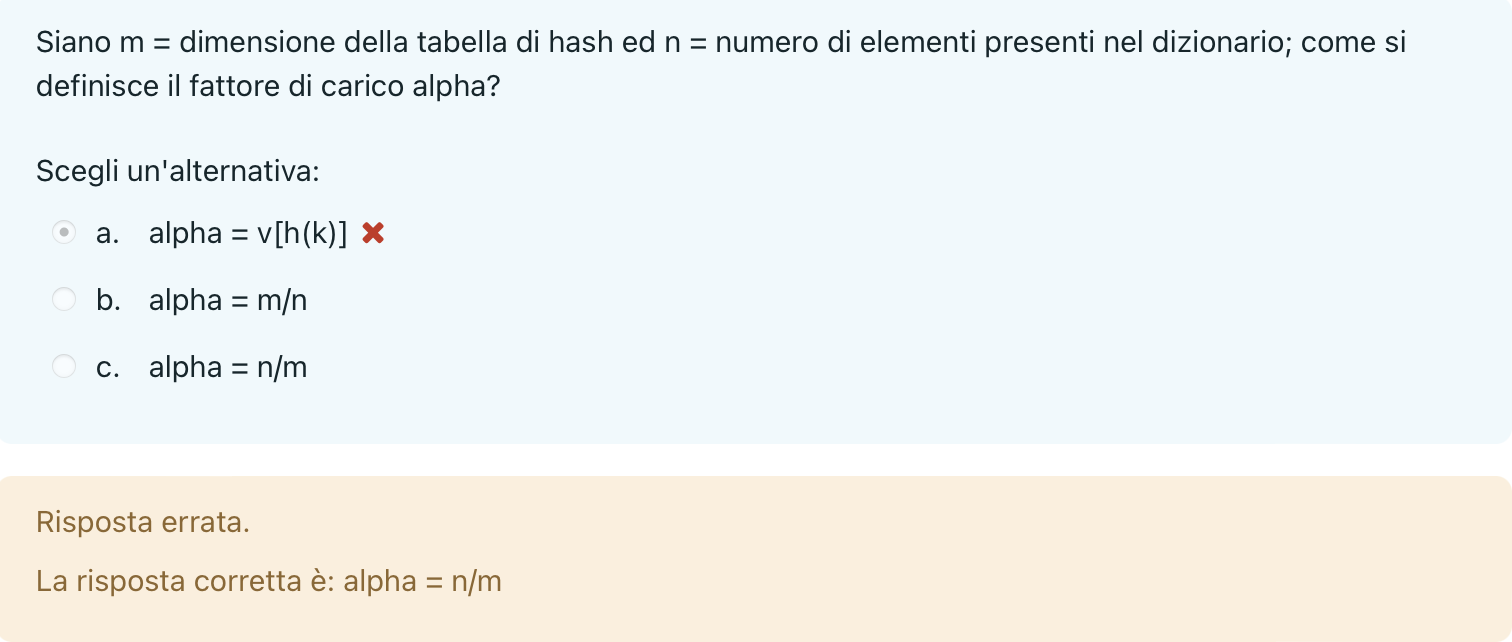 Siano m = dimensione della tabella di hash ed n = numero di elementi presenti nel dizionario; come si
definisce il fattore di carico alpha?
Scegli un'alternativa:
a. alpha = v[h(k)]
b. alpha = m/n
c. alpha = n/m
Risposta errata.
La risposta corretta è: alpha = n/m